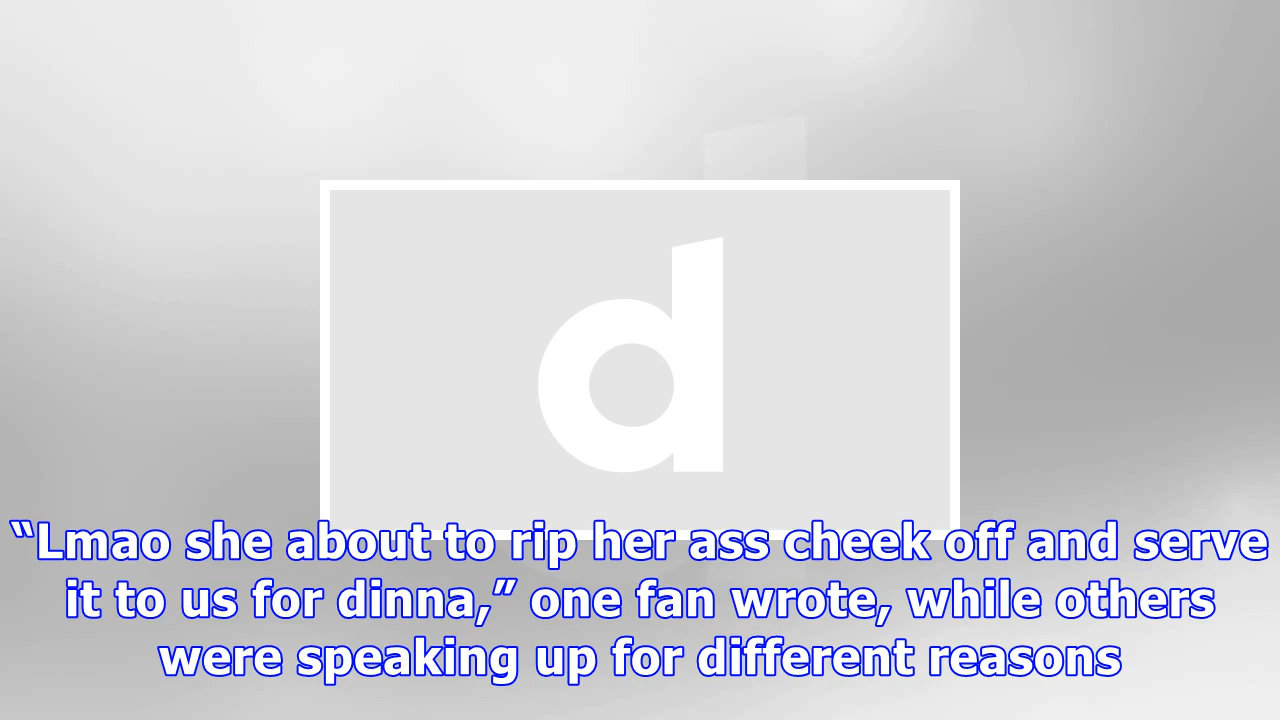 d
“Lmao she about to rip her ass cheek off and serve
it to us for dinna,” one fan wrote, while others
were speaking up for different reasons